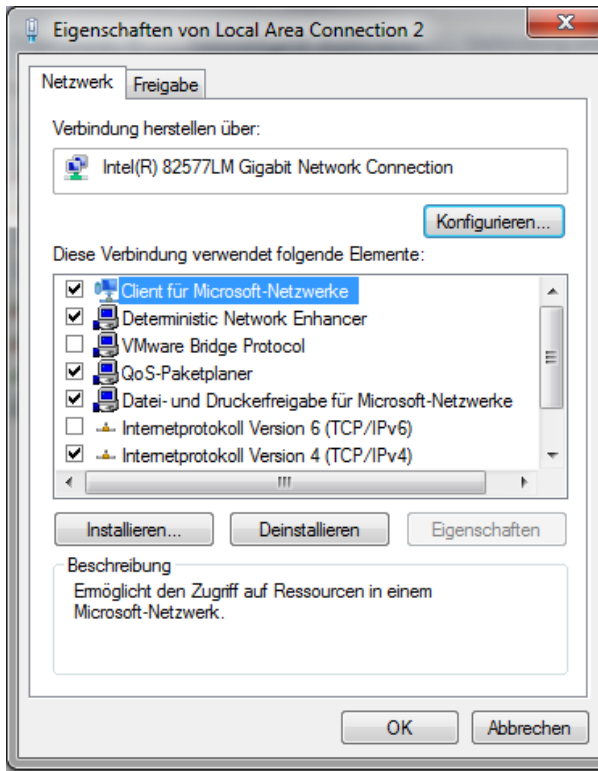 Eigenschaften von Local Area Connection 2
Netzwerk
Freigabe
Verbindung herstellen über:
Intel(R) 82577LM Gigabit Network Connection
Konfigurieren...
Diese Verbindung verwendet folgende Elemente:
Client für Microsoft-Netzwerke
Deterministic Network Enhancer
VMware Bridge Protocol
QoS-Paketplaner
Datei- und Druckerfreigabe für Microsoft-Netzwerke
Internetprotokoll Version 6 (TCP/IPv6)
Internetprotokoll Version 4 (TCP/IPv4)
Installieren...
Deinstallieren
Eigenschaften
Beschreibung
Ermöglicht den Zugriff auf Ressourcen in einem
Microsoft-Netzwerk.
OK
Abbrechen